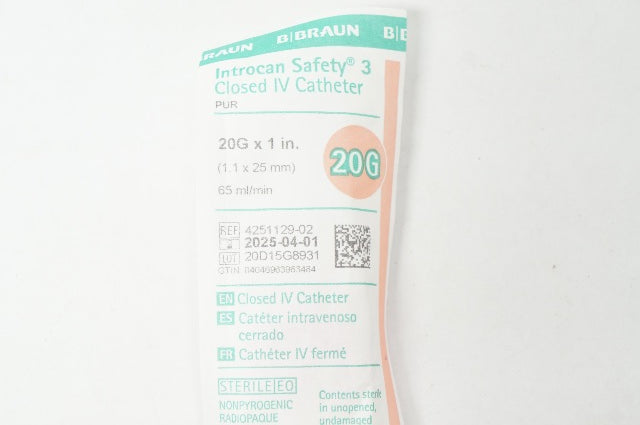 BRAUN B|BRAUN B|B
Introcan Safety® 3
Closed IV Catheter
PUR
20G x 1 in.
(1.1 x 25 mm)
65 ml/min
20G
REF 4251129-02
2025-04-01
LOT 20D15G8931
GTIN 04046963963464
EN Closed IV Catheter
ES Catéter intravenoso
cerrado
FR Cathéter IV fermé
STERILE EO
NONPYROGENIC
RADIOPAQUE
Contents sterile
in unopened,
undamaged